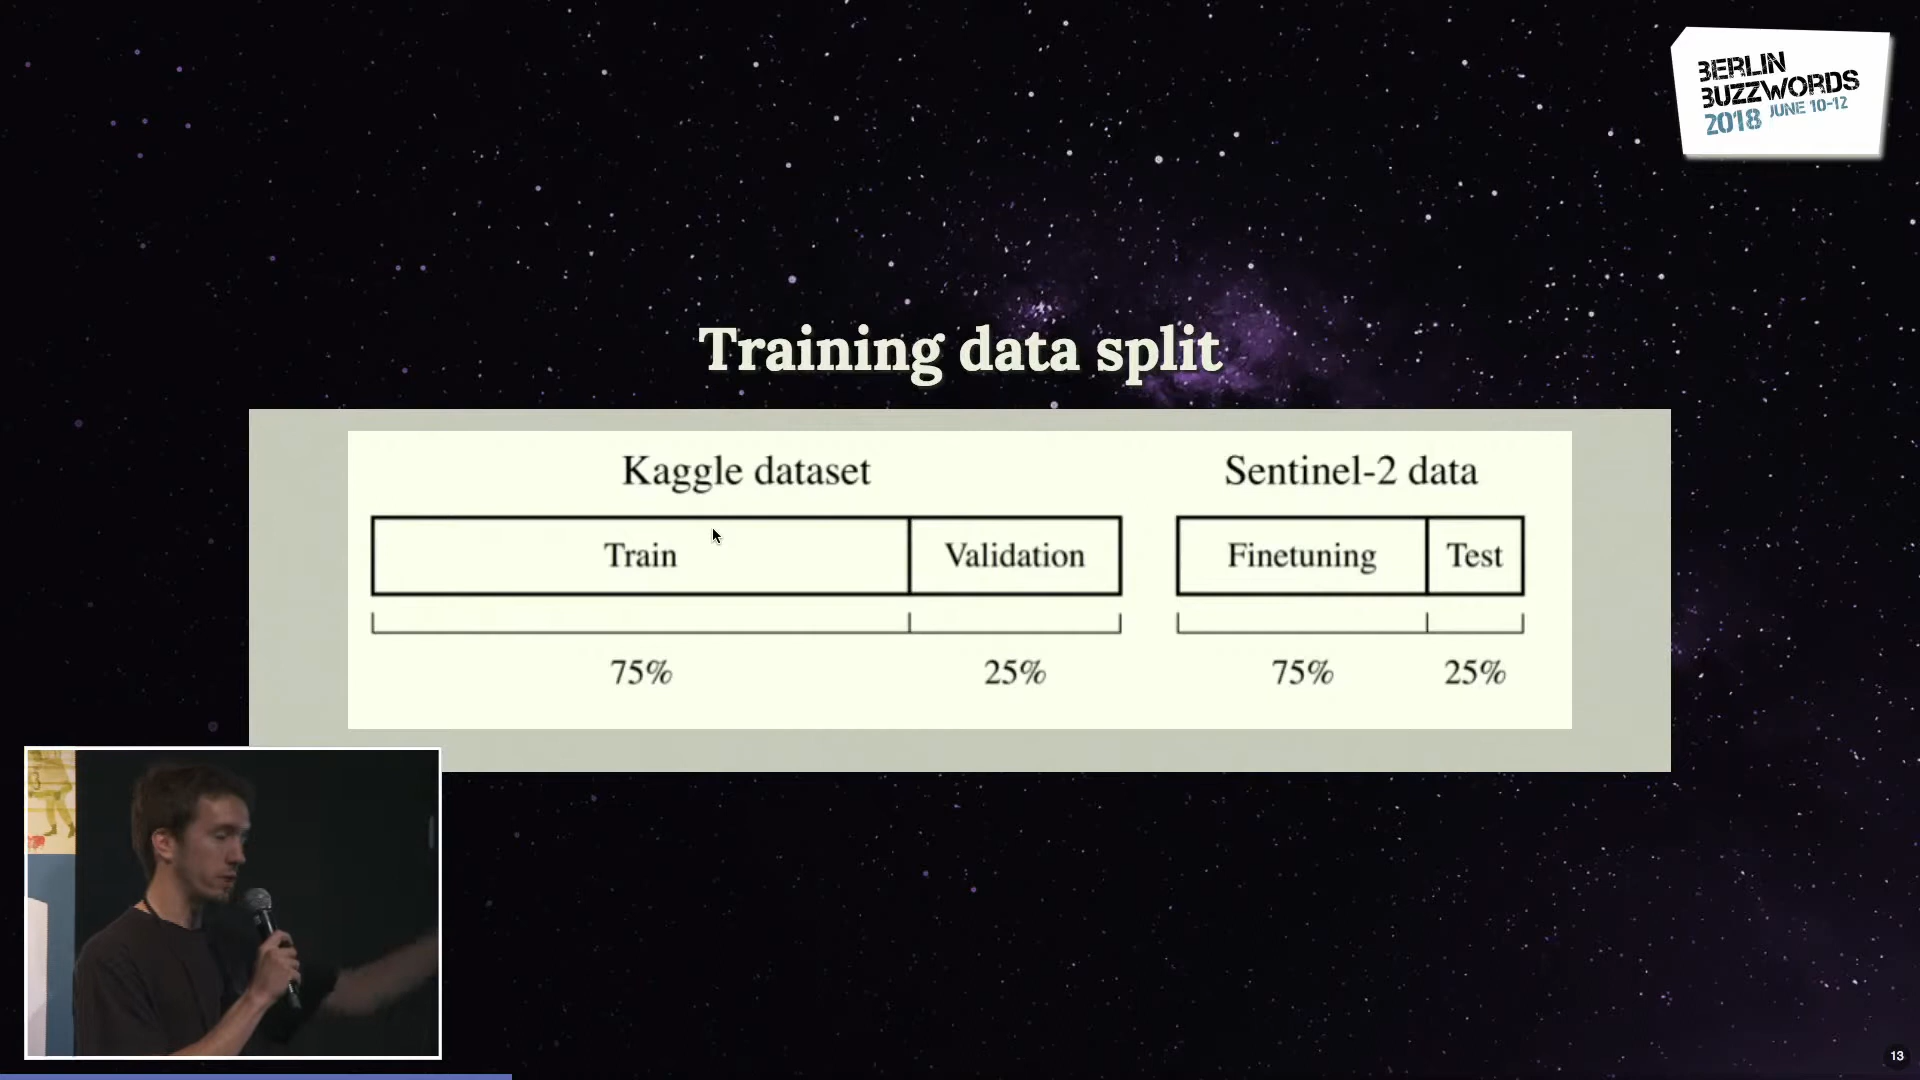 BERLIN
BUZZWORDS
2018 JUNE 10-12
Training data split
Kaggle dataset
Sentinel-2 data
Train
Validation
Finetuning
Test
75%
25%
75%
25%
13